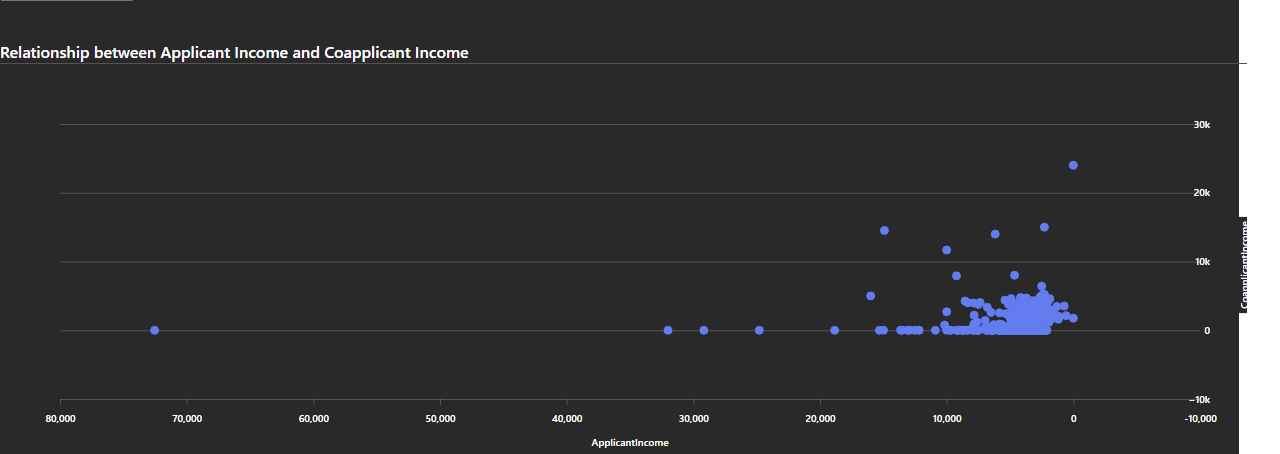 Relationship between Applicant Income and Coapplicant Income
30k
20k
10k
CoapplicantIncome
0
−10k
80,000 70,000 60,000 50,000 40,000 30,000 20,000 10,000 0 -10,000
ApplicantIncome